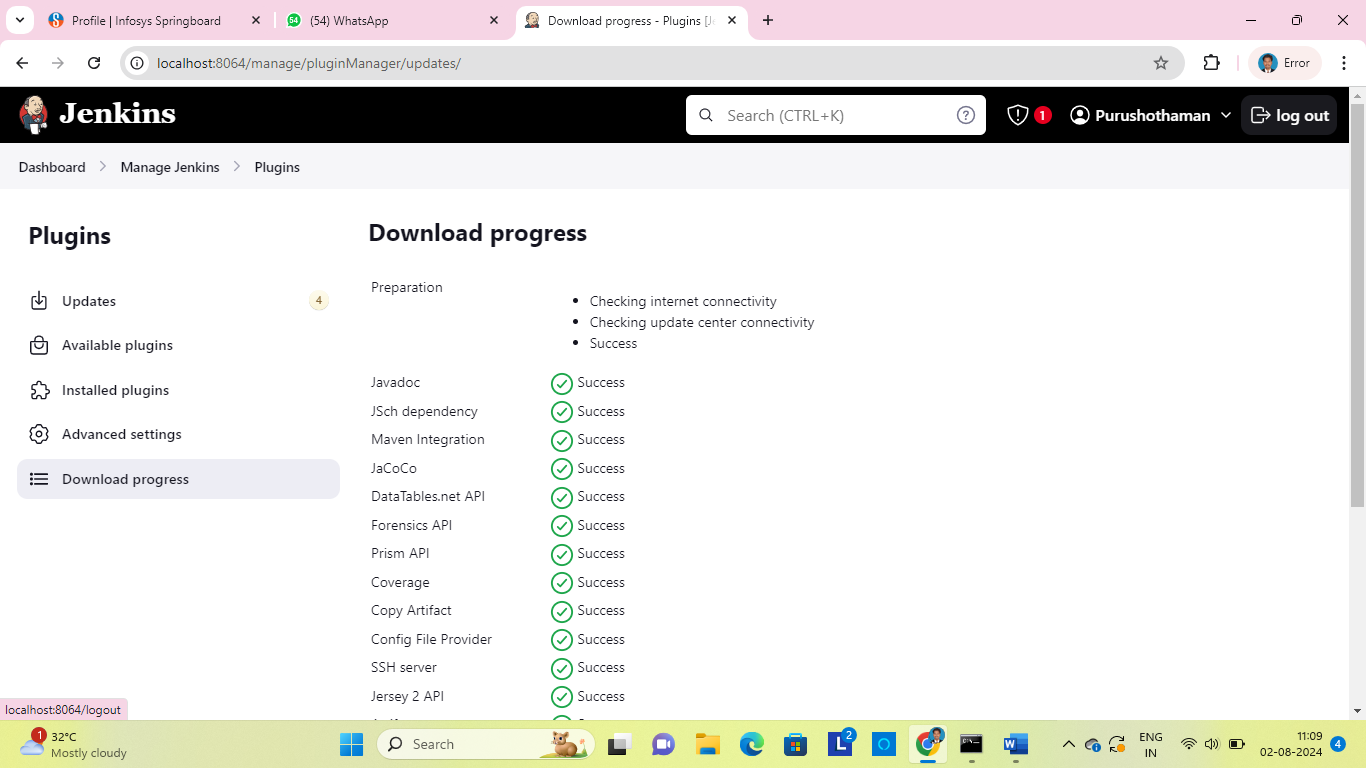 Profile | Infosys Springboard
54
(54) WhatsApp
Download progress - Plugins [Je
localhost:8064/manage/pluginManager/updates/
Error
Jenkins
Search (CTRL+K)
?
1
Purushothaman
log out
Dashboard
Manage Jenkins
Plugins
Plugins
Updates
4
Available plugins
Installed plugins
Advanced settings
Download progress
Download progress
Preparation
Checking internet connectivity
Checking update center connectivity
Success
Javadoc Success
JSch dependency Success
Maven Integration Success
JaCoCo Success
DataTables.net API Success
Forensics API Success
Prism API Success
Coverage Success
Copy Artifact Success
Config File Provider Success
SSH server Success
Jersey 2 API Success
localhost:8064/logout
1
32°C
Mostly cloudy
Search
L
2
ENG
IN
11:09
02-08-2024
4